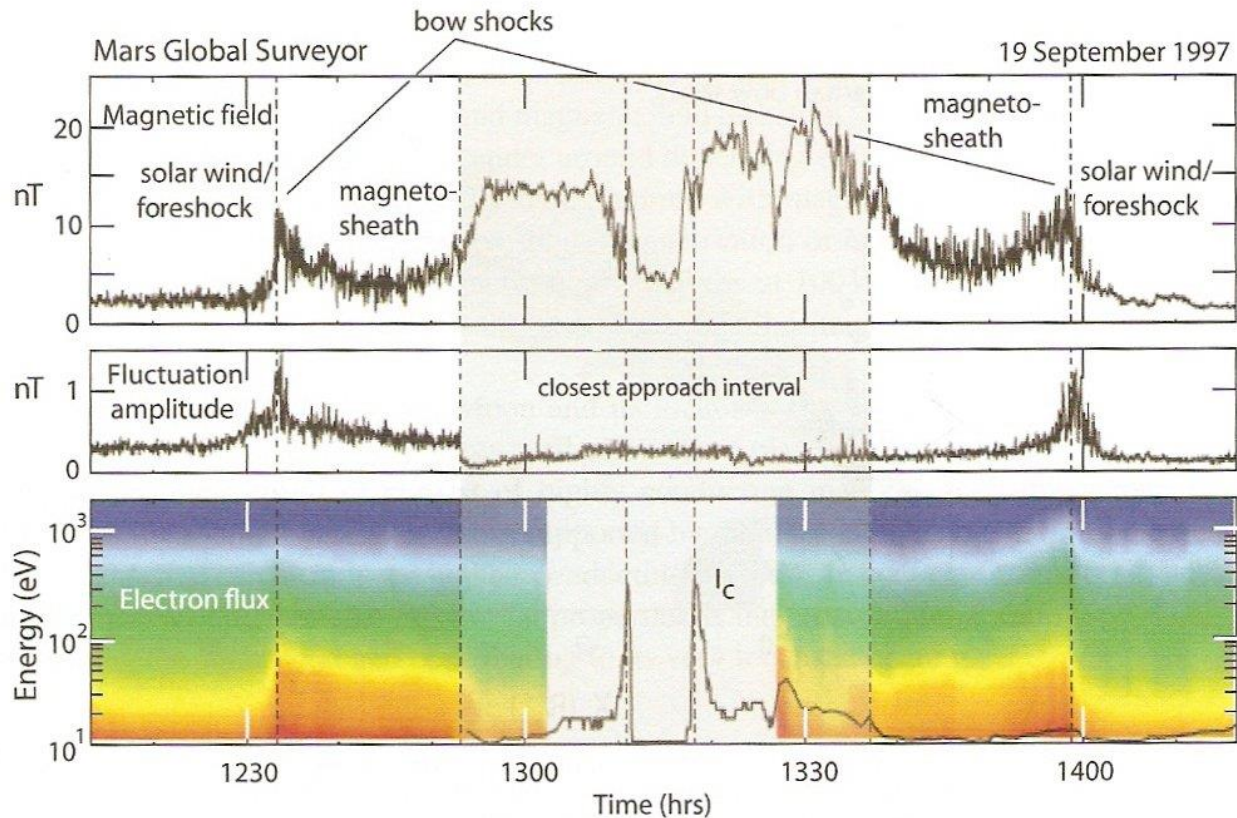 bow shocks
Mars Global Surveyor
19 September 1997
Magnetic field
magneto-
sheath
solar wind/
foreshock
magneto-
sheath
solar wind/
foreshock
nT
20
10
0
nT
Fluctuation
amplitude
closest approach interval
1
0
Energy (eV)
10³
10²
10¹
Electron flux
I_C
1230
1300
1330
1400
Time (hrs)